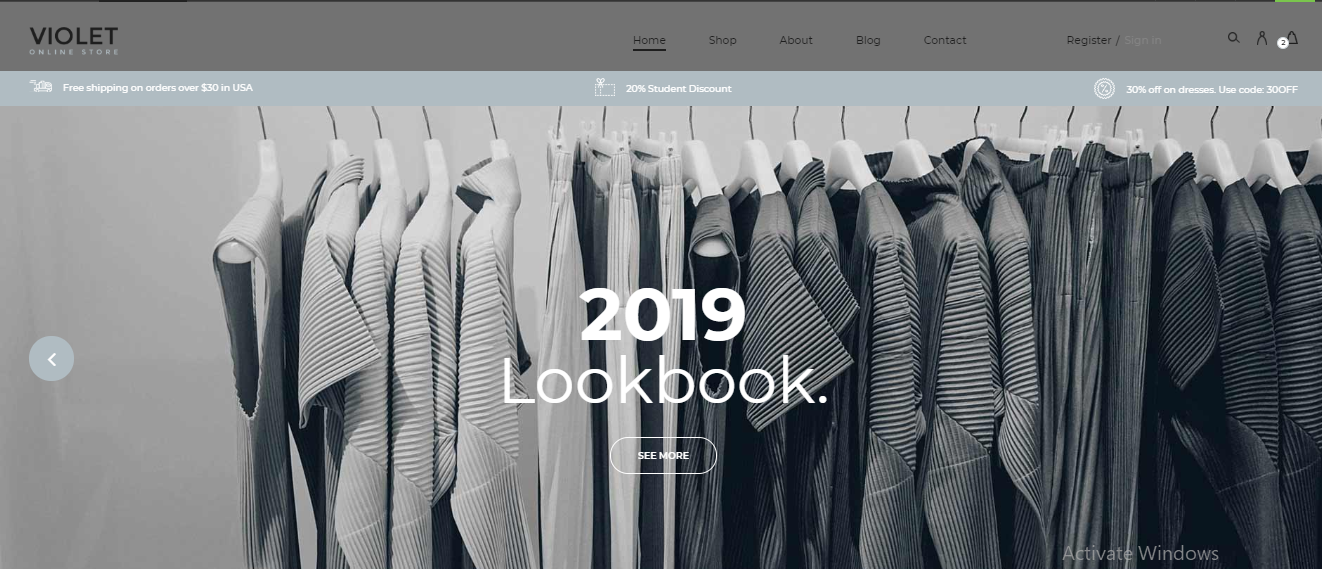 VIOLET
ONLINE STORE
Home Shop About Blog Contact
Register / Sign in
2
Free shipping on orders over $30 in USA
20% Student Discount
30% off on dresses. Use code: 30OFF
2019
Lookbook.
SEE MORE
Activate Windows